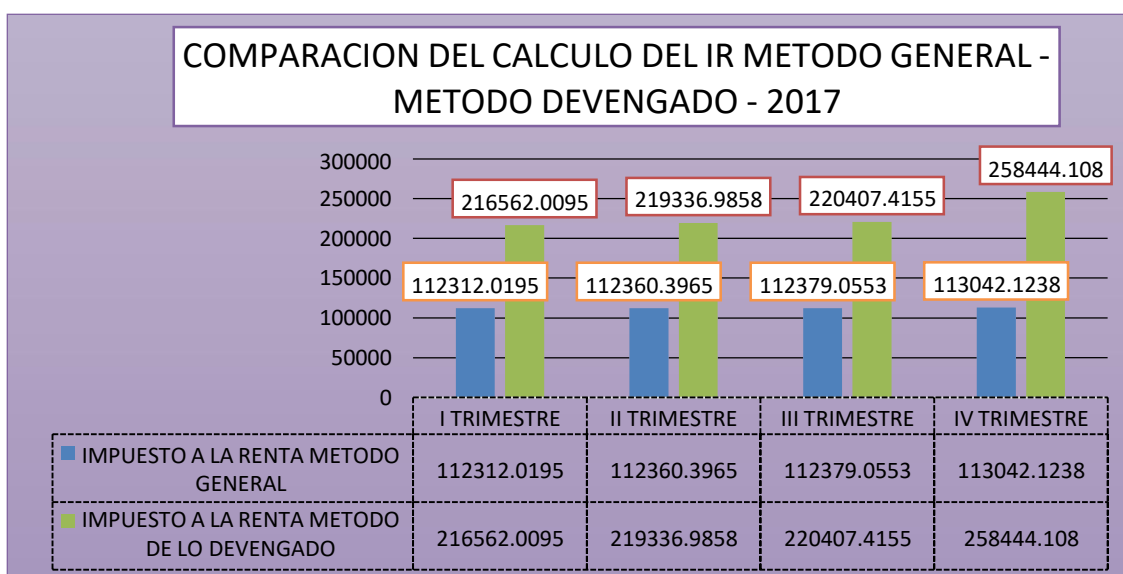 COMPARACION DEL CALCULO DEL IR METODO GENERAL -
METODO DEVENGADO - 2017
300000
250000
200000
150000
100000
50000
0
216562.0095
219336.9858
220407.4155
258444.108
112312.0195
112360.3965
112379.0553
113042.1238
I TRIMESTRE II TRIMESTRE III TRIMESTRE IV TRIMESTRE
IMPUESTO A LA RENTA METODO
GENERAL
112312.0195 112360.3965 112379.0553 113042.1238
IMPUESTO A LA RENTA METODO
DE LO DEVENGADO
216562.0095 219336.9858 220407.4155 258444.108